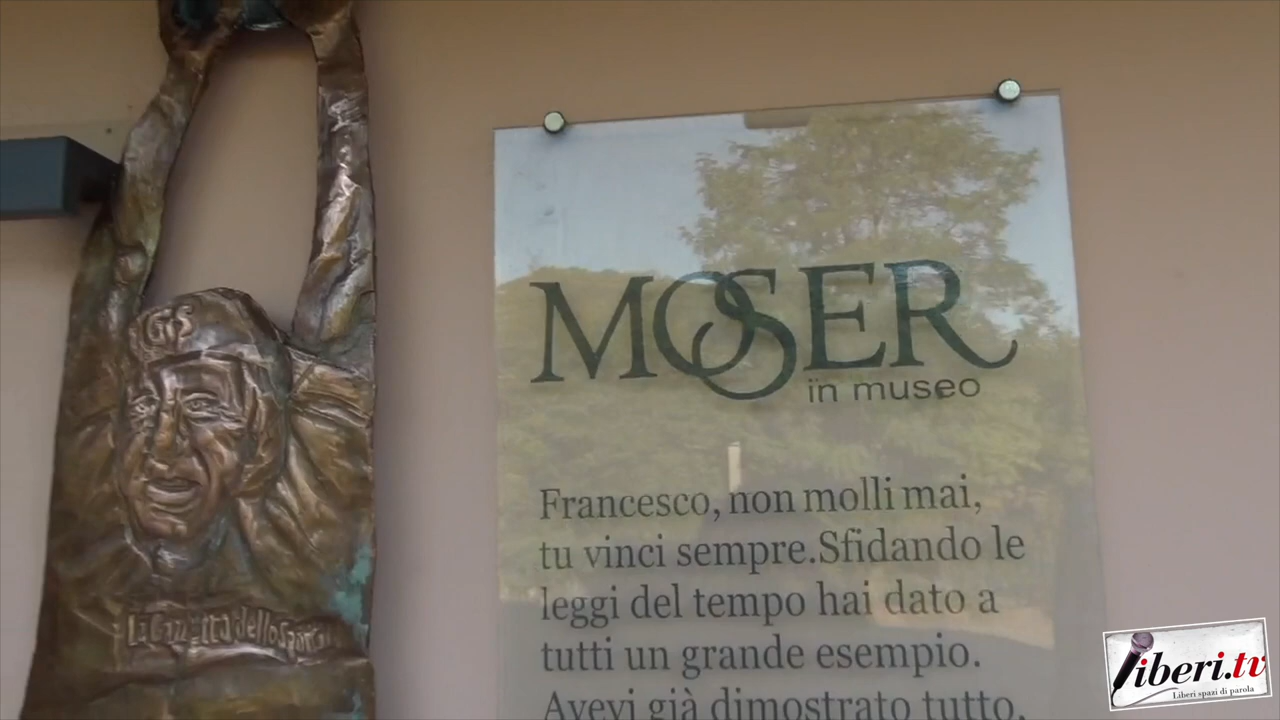 GS
La Gazzetta dello Sport
MOSER
in museo
Francesco, non molli mai,
tu vinci sempre.Sfidando le
leggi del tempo hai dato a
tutti un grande esempio.
Avevi già dimostrato tutto,
liberi.tv
Liberi spazi di parola